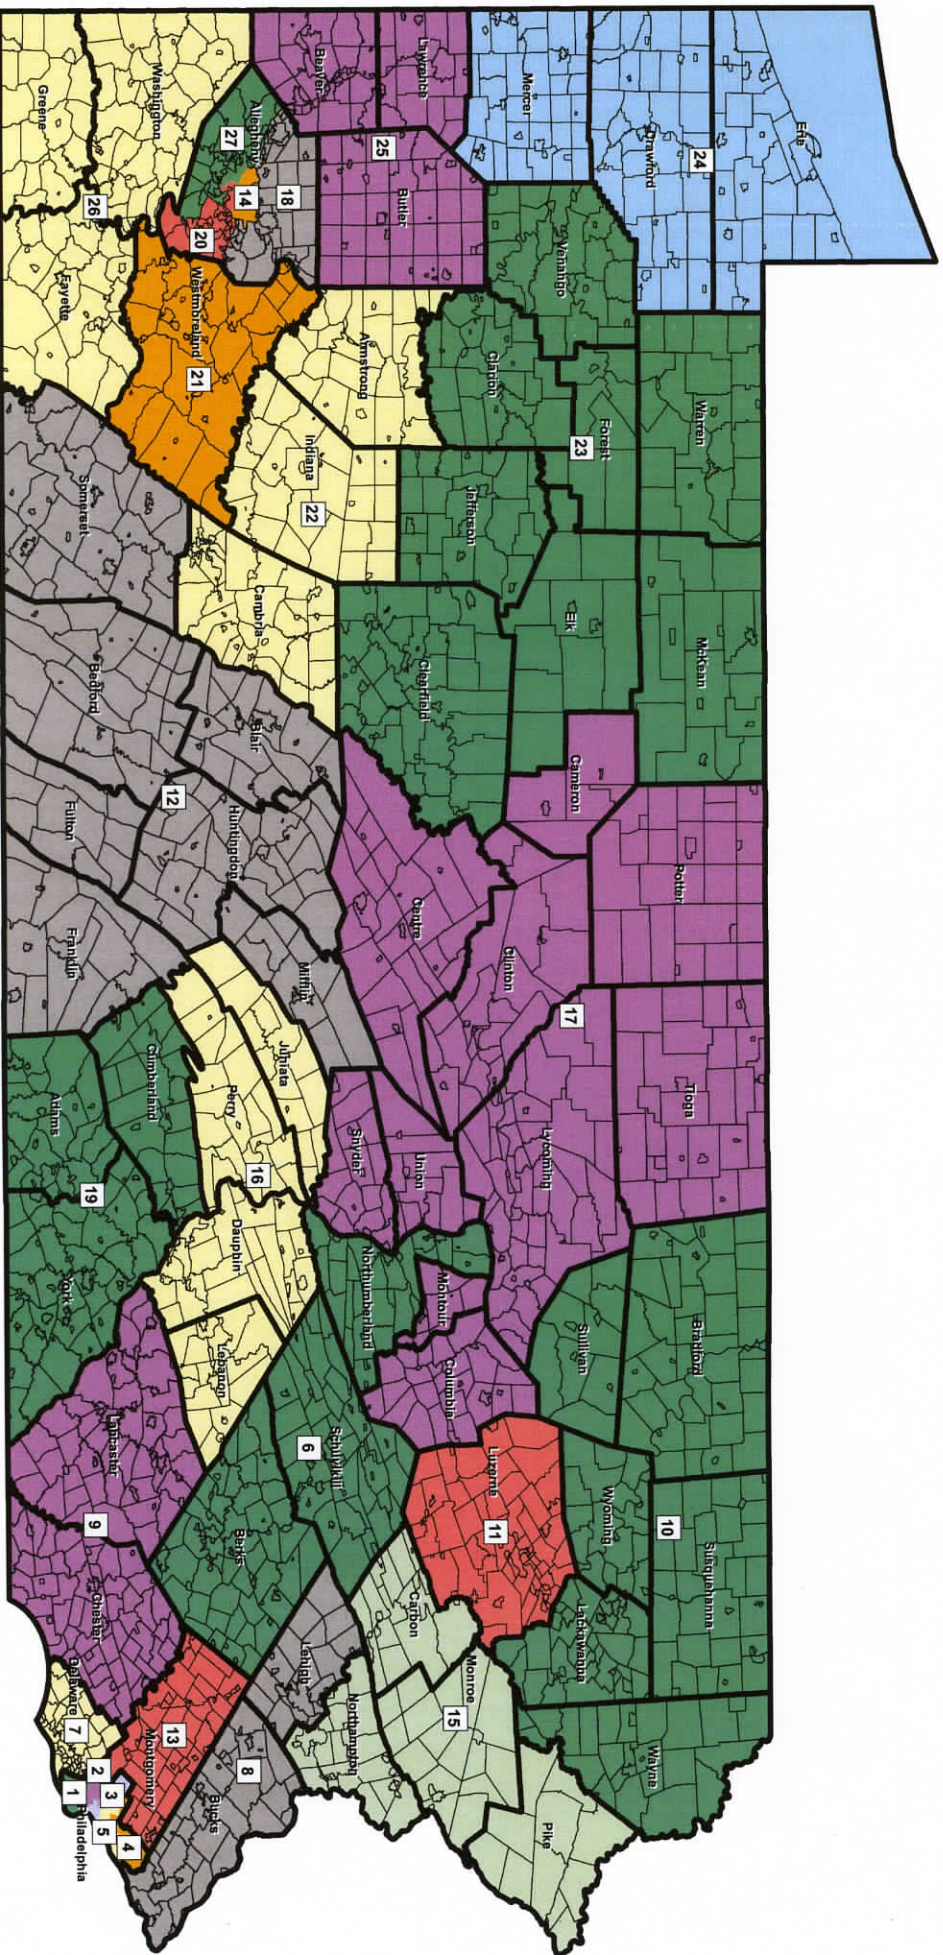 Erie
24
Crawford
Mercer
Warren
McKean
Potter
Tioga
Bradford
Susquehanna
10
Wayne
Venango
Forest
23
Elk
Cameron
17
Clinton
Lycoming
Sullivan
Wyoming
Lackawanna
Pike
Lawrence
25
Butler
Clarion
Jefferson
Clearfield
Centre
Union
Montour
Columbia
Luzerne
11
Monroe
15
Beaver
Armstrong
Indiana
22
Cambria
Blair
Huntingdon
Mifflin
Juniata
Snyder
Northumberland
Schuylkill
6
Carbon
Northampton
Lehigh
Allegheny
27
14
18
20
Westmoreland
21
12
Perry
16
Dauphin
Lebanon
Berks
8
Bucks
Washington
26
Greene
Fayette
Somerset
Bedford
Fulton
Franklin
Cumberland
Adams
19
York
Lancaster
9
Chester
13
Montgomery
Delaware
7
2
3
1
5
4
Philadelphia